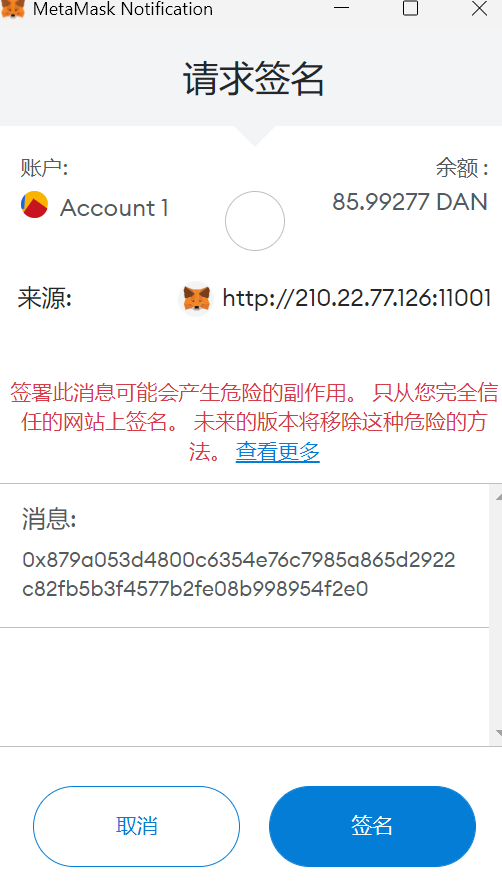 MetaMask Notification
请求签名
账户:
余额 :
Account 1
85.99277 DAN
来源:
http://210.22.77.126:11001
签署此消息可能会产生危险的副作用。 只从您完全信
任的网站上签名。 未来的版本将移除这种危险的方
法。 查看更多
消息:
0x879a053d4800c6354e76c7985a865d2922
c82fb5b3f4577b2fe08b998954f2e0
取消
签名